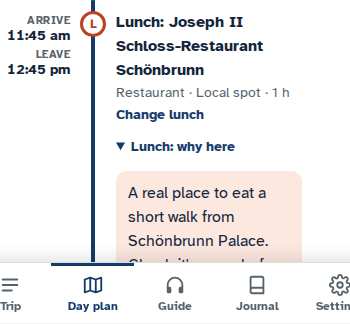 ARRIVE
11:45 am
LEAVE
12:45 pm
L
Lunch: Joseph II
Schloss-Restaurant
Schönbrunn
Restaurant · Local spot · 1 h
Change lunch
▼ Lunch: why here
A real place to eat a
short walk from
Schönbrunn Palace.
Trip
Day plan
Guide
Journal